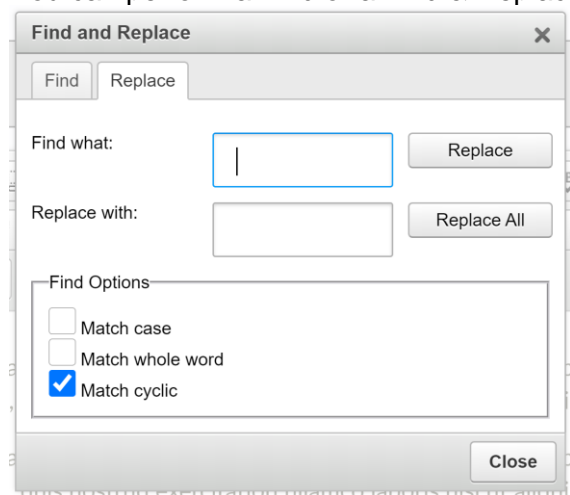 Find and Replace
Find Replace
Find what: Replace
Replace with: Replace All
Find Options
Match case
Match whole word
Match cyclic
Close